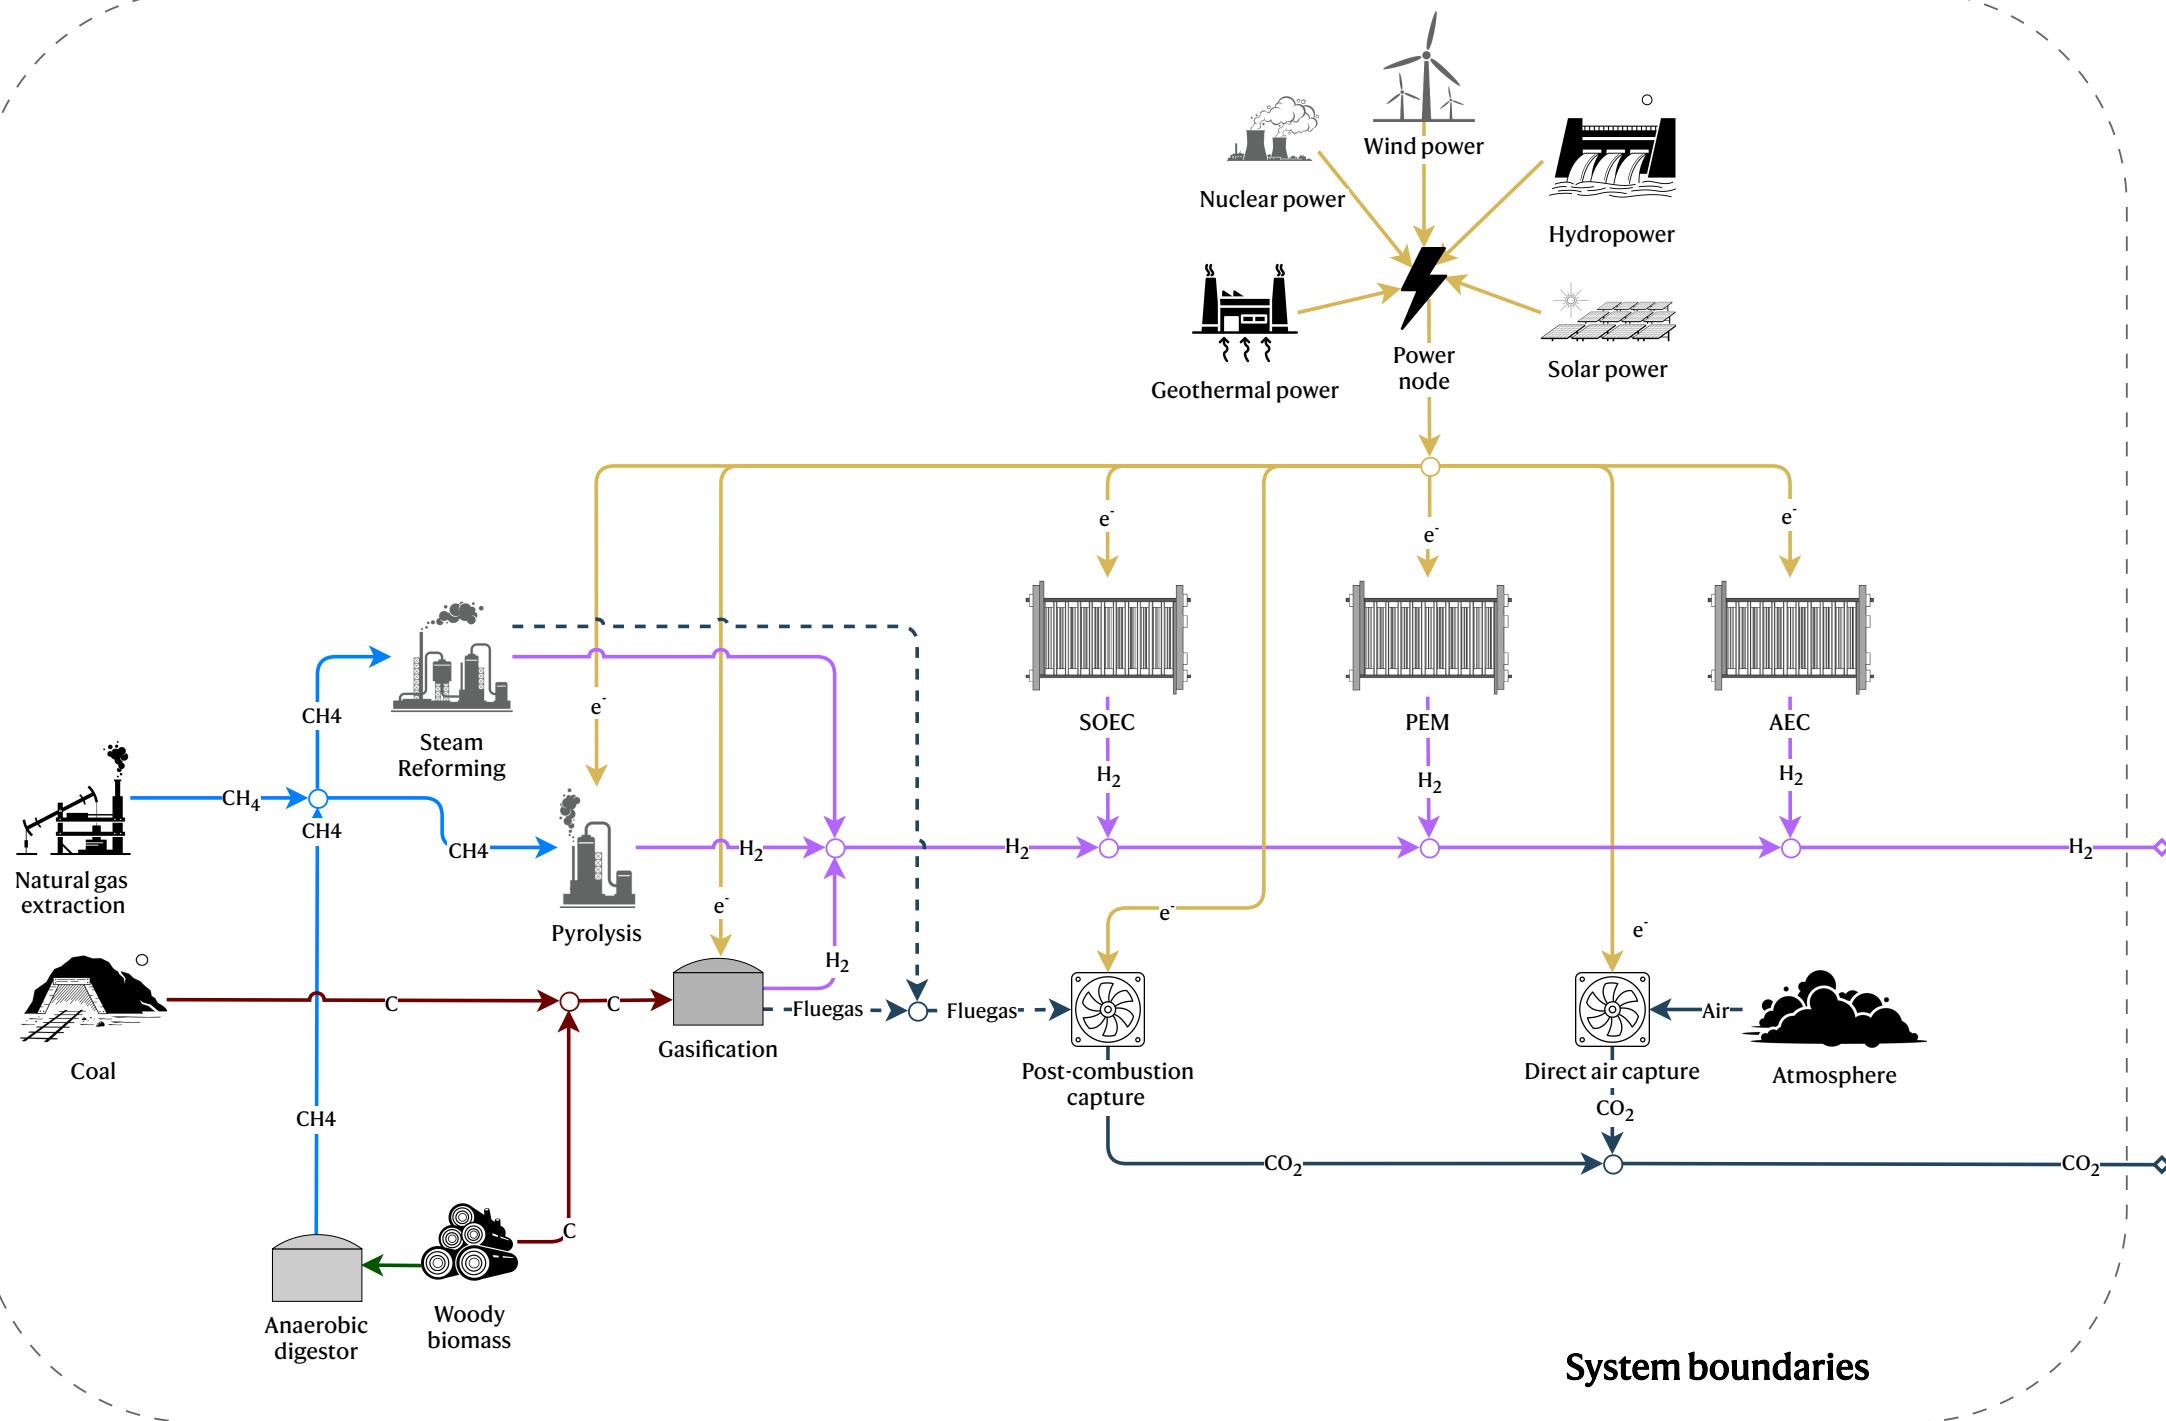 Wind power
Nuclear power
Hydropower
Geothermal power
Power
node
Solar power
e-
e-
e-
e-
CH4
Steam
Reforming
SOEC
PEM
AEC
H2
H2
H2
CH4
CH4
CH4
H2
H2
H2
Natural gas
extraction
Pyrolysis
e-
e-
e-
H2
C
C
Fluegas
Fluegas
Air
Gasification
Coal
Post-combustion
capture
Direct air capture
Atmosphere
CO2
CH4
CO2
CO2
C
Anaerobic
digestor
Woody
biomass
System boundaries